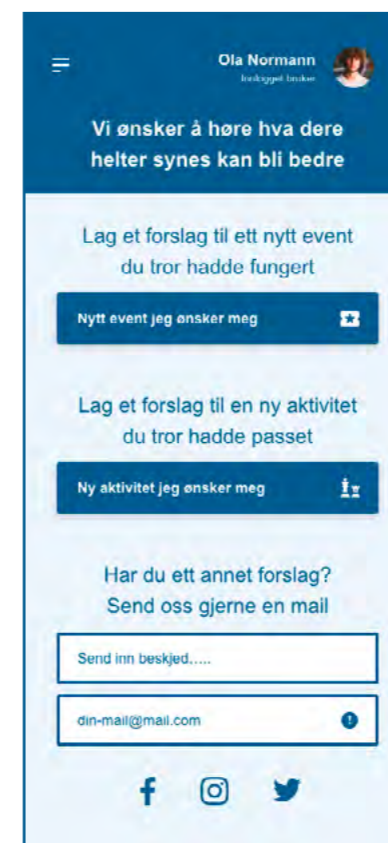 Ola Normann
Innlogget bruker
Vi ønsker å høre hva dere
helter synes kan bli bedre
Lag et forslag til ett nytt event
du tror hadde fungert
Nytt event jeg ønsker meg
Lag et forslag til en ny aktivitet
du tror hadde passet
Ny aktivitet jeg ønsker meg
Har du ett annet forslag?
Send oss gjerne en mail
Send inn beskjed.....
din-mail@mail.com